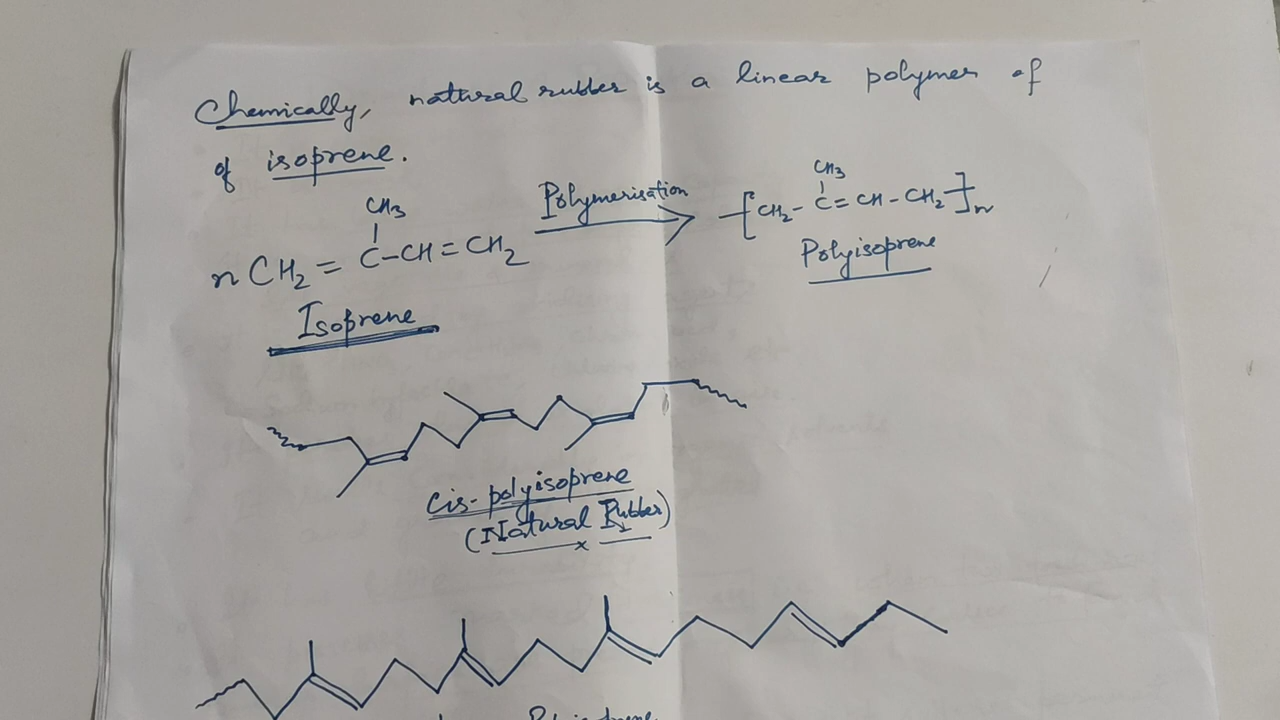 Chemically, natural rubber is a linear polymer of
of isoprene.
CH3
CH3
n CH2 = C-CH=CH2
Polymerisation
[CH2- C=CH-CH2]n
Isoprene
Polyisoprene
Cis-polyisoprene
(Natural Rubber)
x